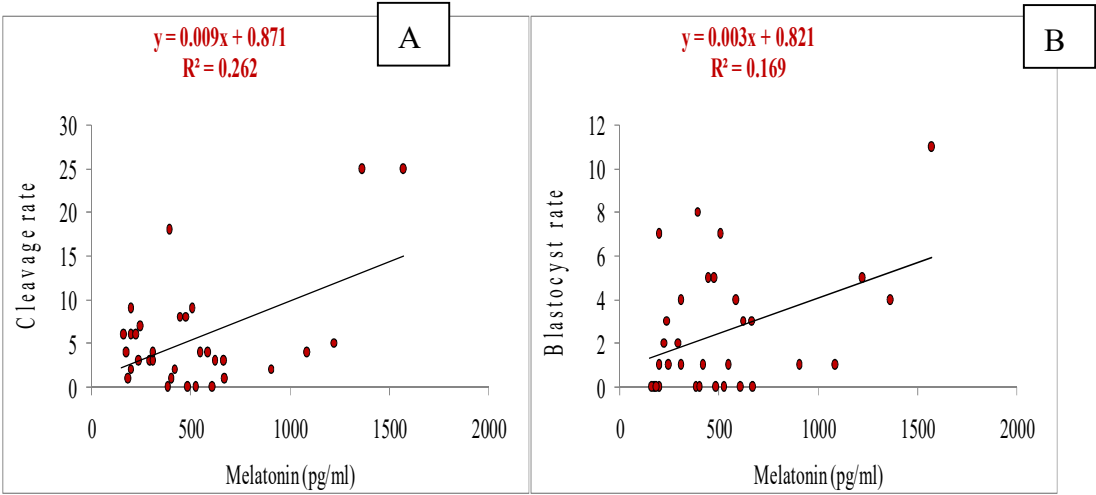 A
y = 0.009x + 0.871
R² = 0.262
30
25
20
15
10
5
0
Cleavage rate
0 500 1000 1500 2000
Melatonin (pg/ml)
B
y = 0.003x + 0.821
R² = 0.169
12
10
8
6
4
2
0
Blastocyst rate
0 500 1000 1500 2000
Melatonin (pg/ml)